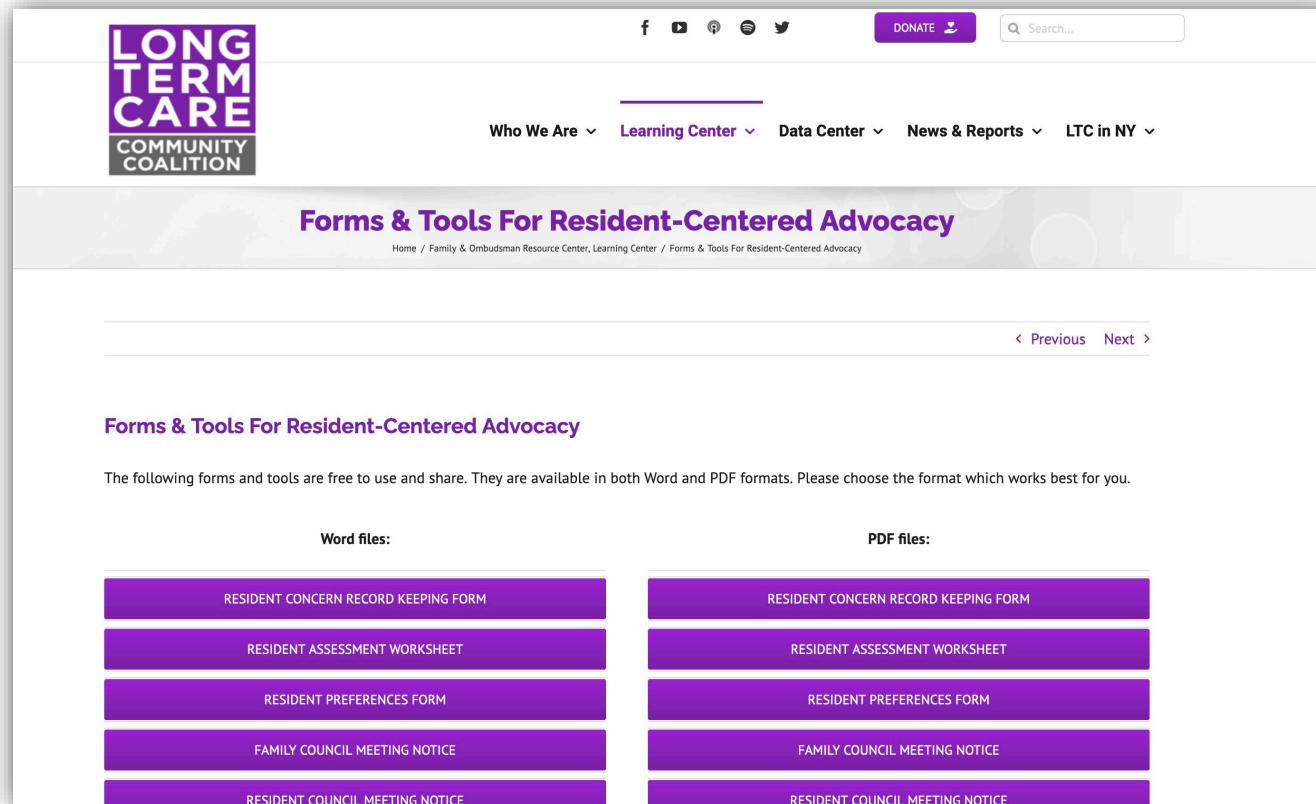 LONG
TERM
CARE
COMMUNITY
COALITION
DONATE
Search...
Who We Are
Learning Center
Data Center
News & Reports
LTC in NY
Forms & Tools For Resident-Centered Advocacy
Home / Family & Ombudsman Resource Center, Learning Center / Forms & Tools For Resident-Centered Advocacy
< Previous Next >
Forms & Tools For Resident-Centered Advocacy
The following forms and tools are free to use and share. They are available in both Word and PDF formats. Please choose the format which works best for you.
Word files:
RESIDENT CONCERN RECORD KEEPING FORM
RESIDENT ASSESSMENT WORKSHEET
RESIDENT PREFERENCES FORM
FAMILY COUNCIL MEETING NOTICE
RESIDENT COUNCIL MEETING NOTICE
PDF files:
RESIDENT CONCERN RECORD KEEPING FORM
RESIDENT ASSESSMENT WORKSHEET
RESIDENT PREFERENCES FORM
FAMILY COUNCIL MEETING NOTICE
RESIDENT COUNCIL MEETING NOTICE